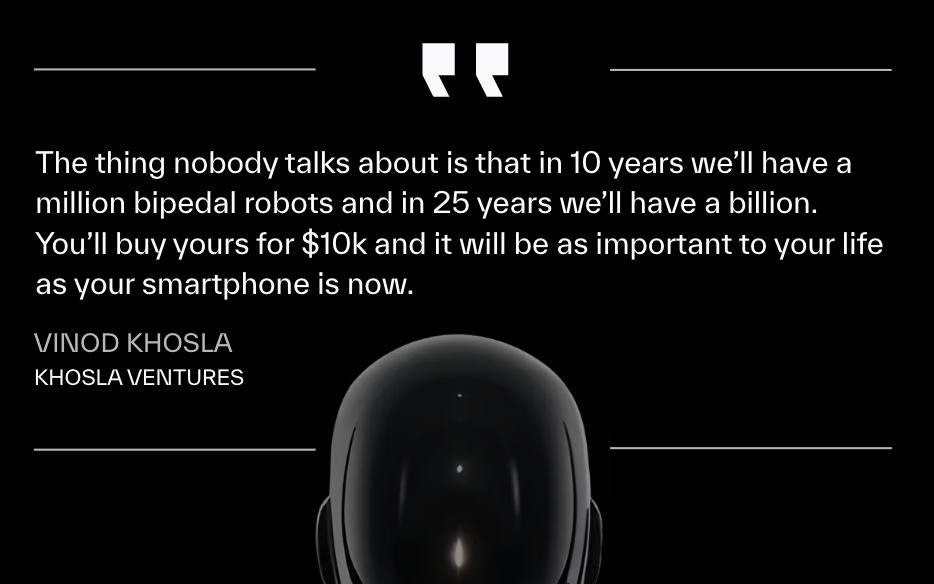 The thing nobody talks about is that in 10 years we’ll have a
million bipedal robots and in 25 years we’ll have a billion.
You’ll buy yours for $10k and it will be as important to your life
as your smartphone is now.
VINOD KHOSLA
KHOSLA VENTURES